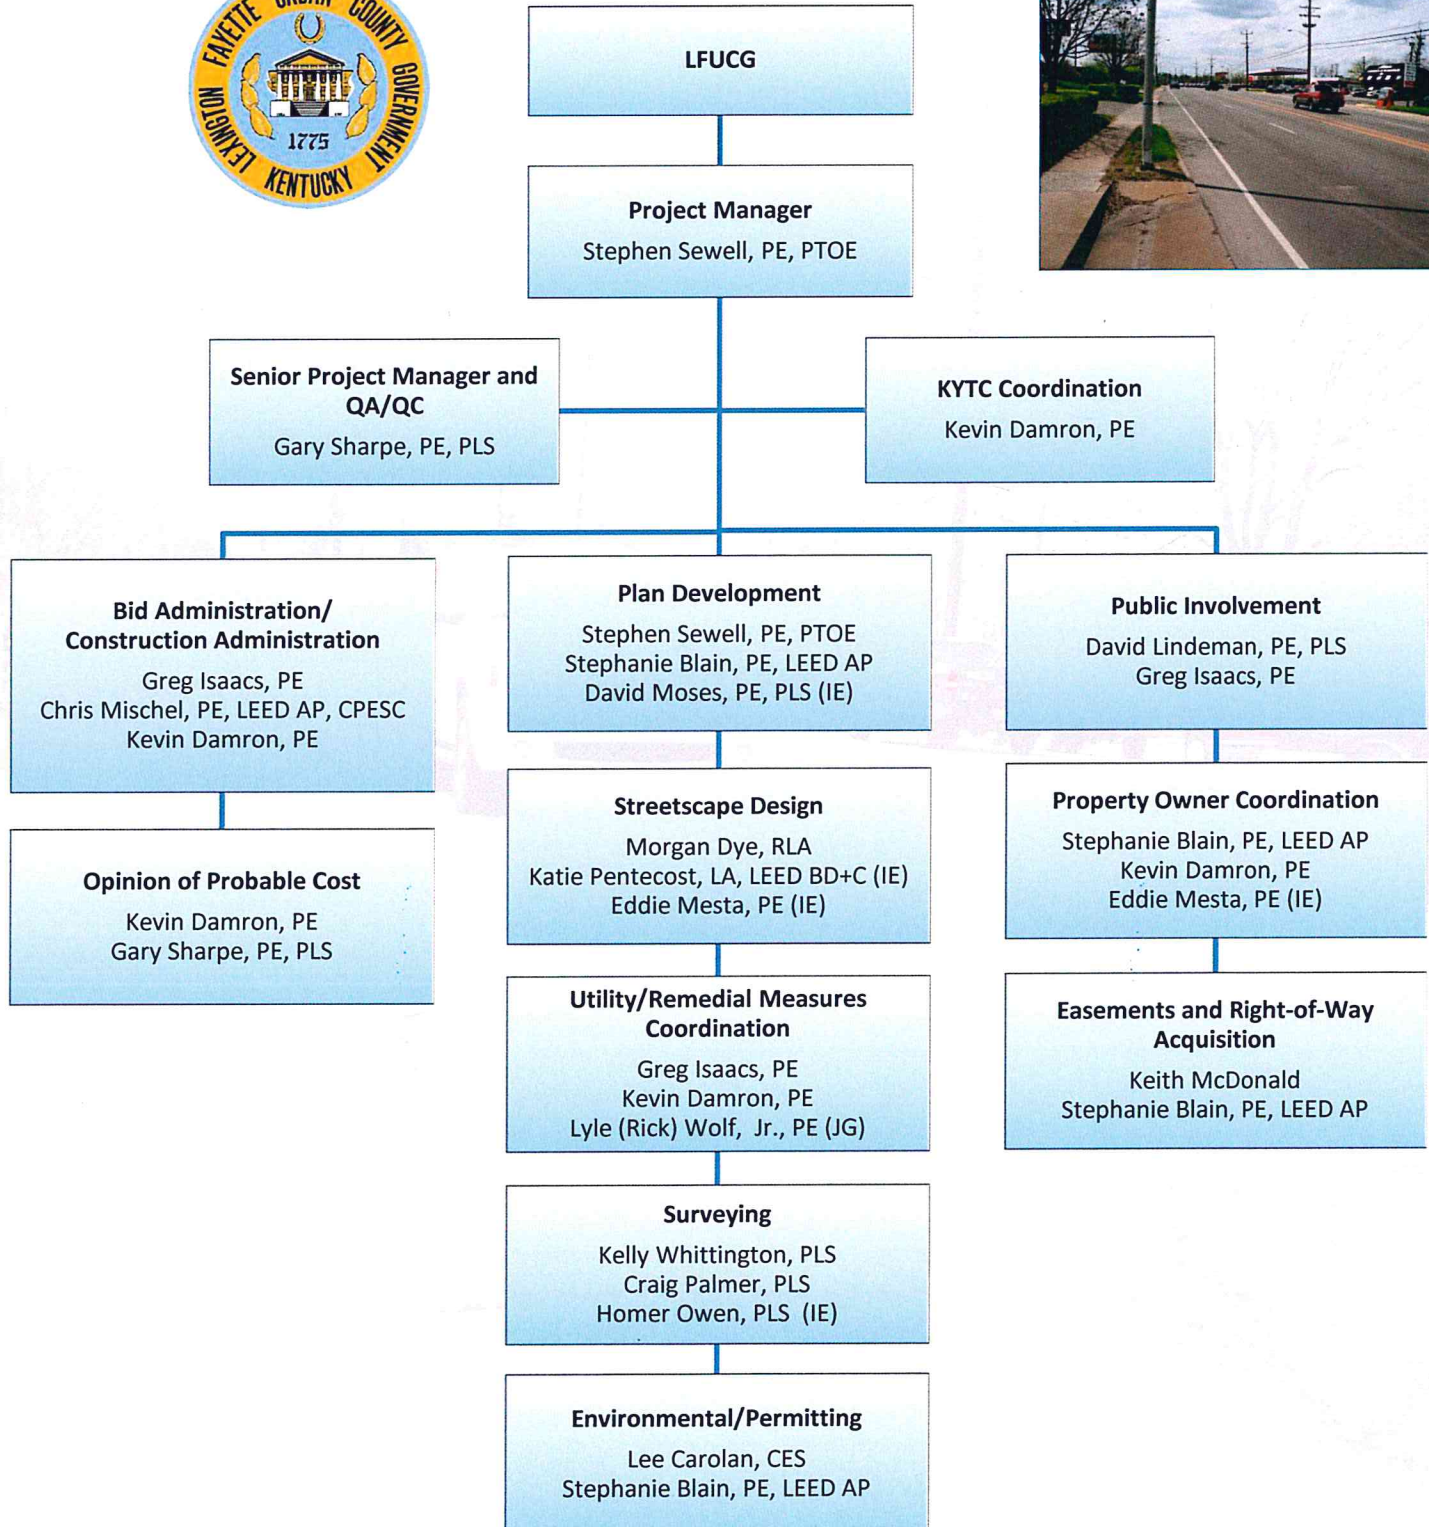 FAYETTE URBAN COUNTY GOVERNMENT
LEXINGTON
1775
KENTUCKY
LFUCG
Project Manager
Stephen Sewell, PE, PTOE
Senior Project Manager and
QA/QC
Gary Sharpe, PE, PLS
KYTC Coordination
Kevin Damron, PE
Bid Administration/
Construction Administration
Greg Isaacs, PE
Chris Mischel, PE, LEED AP, CPESC
Kevin Damron, PE
Opinion of Probable Cost
Kevin Damron, PE
Gary Sharpe, PE, PLS
Plan Development
Stephen Sewell, PE, PTOE
Stephanie Blain, PE, LEED AP
David Moses, PE, PLS (IE)
Streetscape Design
Morgan Dye, RLA
Katie Pentecost, LA, LEED BD+C (IE)
Eddie Mesta, PE (IE)
Utility/Remedial Measures
Coordination
Greg Isaacs, PE
Kevin Damron, PE
Lyle (Rick) Wolf, Jr., PE (JG)
Surveying
Kelly Whittington, PLS
Craig Palmer, PLS
Homer Owen, PLS (IE)
Environmental/Permitting
Lee Carolan, CES
Stephanie Blain, PE, LEED AP
Public Involvement
David Lindeman, PE, PLS
Greg Isaacs, PE
Property Owner Coordination
Stephanie Blain, PE, LEED AP
Kevin Damron, PE
Eddie Mesta, PE (IE)
Easements and Right-of-Way
Acquisition
Keith McDonald
Stephanie Blain, PE, LEED AP